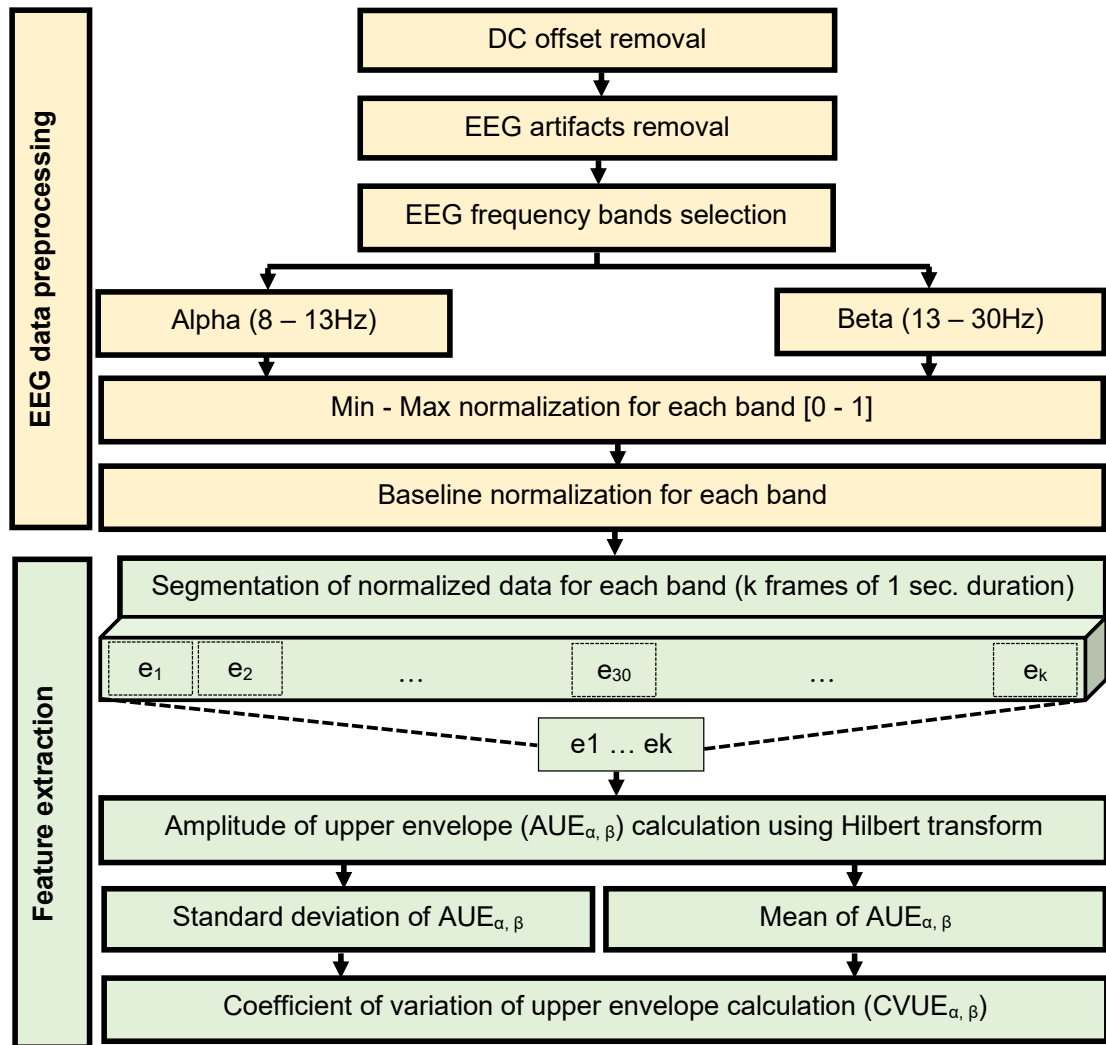 EEG data preprocessing
DC offset removal
EEG artifacts removal
EEG frequency bands selection
Alpha (8 – 13Hz)
Beta (13 – 30Hz)
Min - Max normalization for each band [0 - 1]
Baseline normalization for each band
Feature extraction
Segmentation of normalized data for each band (k frames of 1 sec. duration)
e₁ e₂ … e₃₀ … eₖ
e1 … ek
Amplitude of upper envelope (AUEα, β) calculation using Hilbert transform
Standard deviation of AUEα, β
Mean of AUEα, β
Coefficient of variation of upper envelope calculation (CVUEα, β)